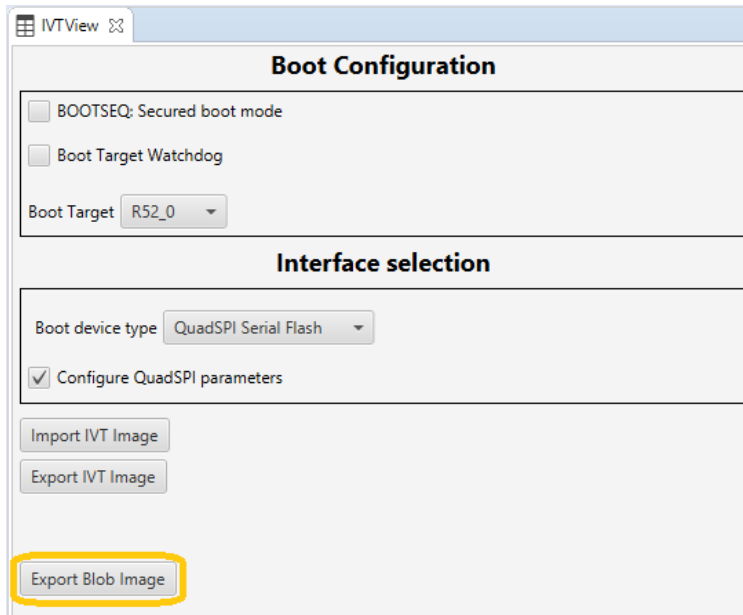 IVTView
Boot Configuration
BOOTSEQ: Secured boot mode
Boot Target Watchdog
Boot Target R52_0
Interface selection
Boot device type QuadSPI Serial Flash
Configure QuadSPI parameters
Import IVT Image
Export IVT Image
Export Blob Image